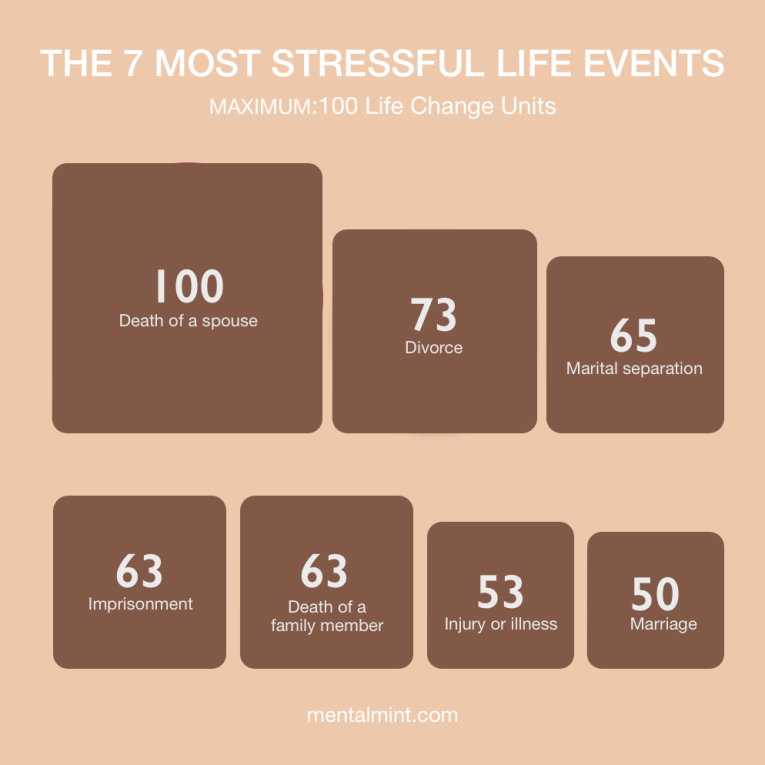 THE 7 MOST STRESSFUL LIFE EVENTS
MAXIMUM:100 Life Change Units
100
Death of a spouse
73
Divorce
65
Marital separation
63
Imprisonment
63
Death of a
family member
53
Injury or illness
50
Marriage
mentalmint.com